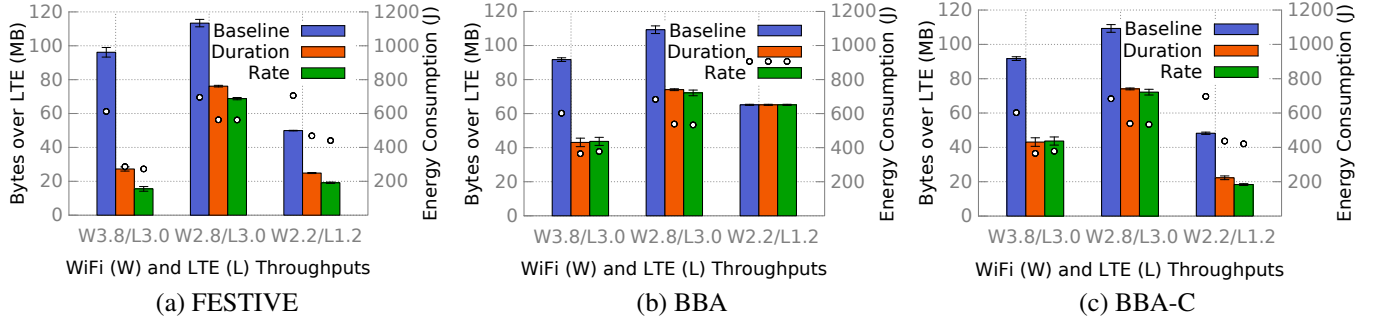 Bytes over LTE (MB)
120
100
80
60
40
20
0
Baseline
Duration
Rate
1200
1000
800
600
400
200
Energy Consumption (J)
W3.8/L3.0 W2.8/L3.0 W2.2/L1.2
WiFi (W) and LTE (L) Throughputs
(a) FESTIVE
Bytes over LTE (MB)
120
100
80
60
40
20
0
Baseline
Duration
Rate
1200
1000
800
600
400
200
Energy Consumption (J)
W3.8/L3.0 W2.8/L3.0 W2.2/L1.2
WiFi (W) and LTE (L) Throughputs
(b) BBA
Bytes over LTE (MB)
120
100
80
60
40
20
0
Baseline
Duration
Rate
1200
1000
800
600
400
200
Energy Consumption (J)
W3.8/L3.0 W2.8/L3.0 W2.2/L1.2
WiFi (W) and LTE (L) Throughputs
(c) BBA-C